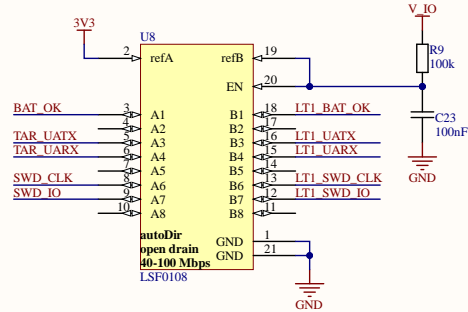 3V3
V_IO
U8
2
refA
refB
19
R9
100k
EN
20
C23
100nF
GND
BAT_OK
3
A1
B1
18
LT1_BAT_OK
4
A2
B2
17
TAR_UATX
5
A3
B3
16
LT1_UATX
TAR_UARX
6
A4
B4
15
LT1_UARX
7
A5
B5
14
SWD_CLK
8
A6
B6
13
LT1_SWD_CLK
SWD_IO
9
A7
B7
12
LT1_SWD_IO
10
A8
B8
11
autoDir
open drain
40-100 Mbps
GND
1
GND
21
LSF0108
GND